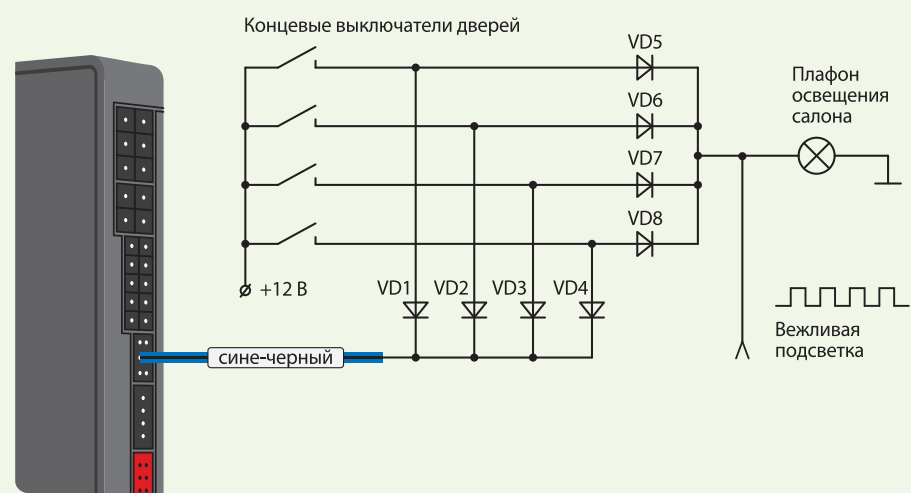 Концевые выключатели дверей
VD5
VD6
VD7
VD8
Плафон
освещения
салона
+12 В
VD1
VD2
VD3
VD4
сине-черный
Вежливая
подсветка